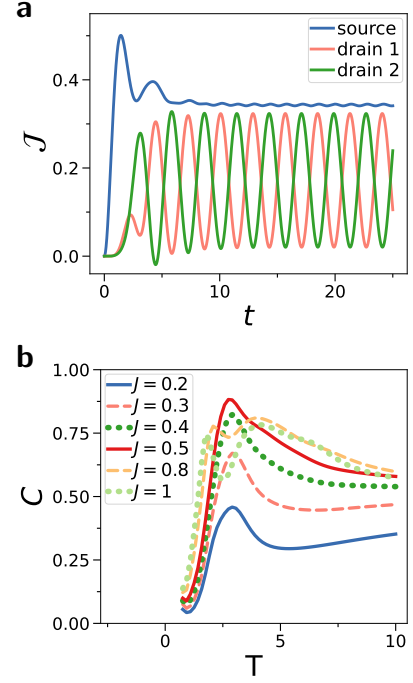 a
source
drain 1
drain 2
0.4
0.2
0.0
𝒥
0
10
20
t
b
1.00
0.75
0.50
0.25
0.00
C
J = 0.2
J = 0.3
J = 0.4
J = 0.5
J = 0.8
J = 1
0
5
10
T